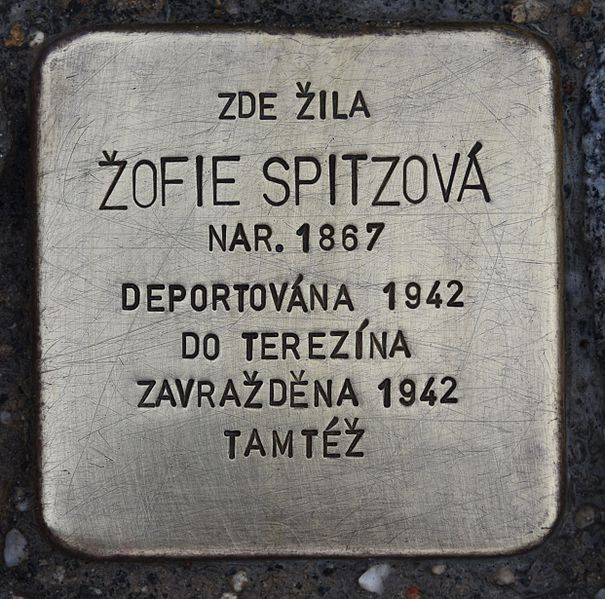 ZDE ŽILA
ŽOFIE SPITZOVÁ
NAR. 1867
DEPORTOVÁNA 1942
DO TEREZÍNA
ZAVRAŽDĚNA 1942
TAMTÉŽ